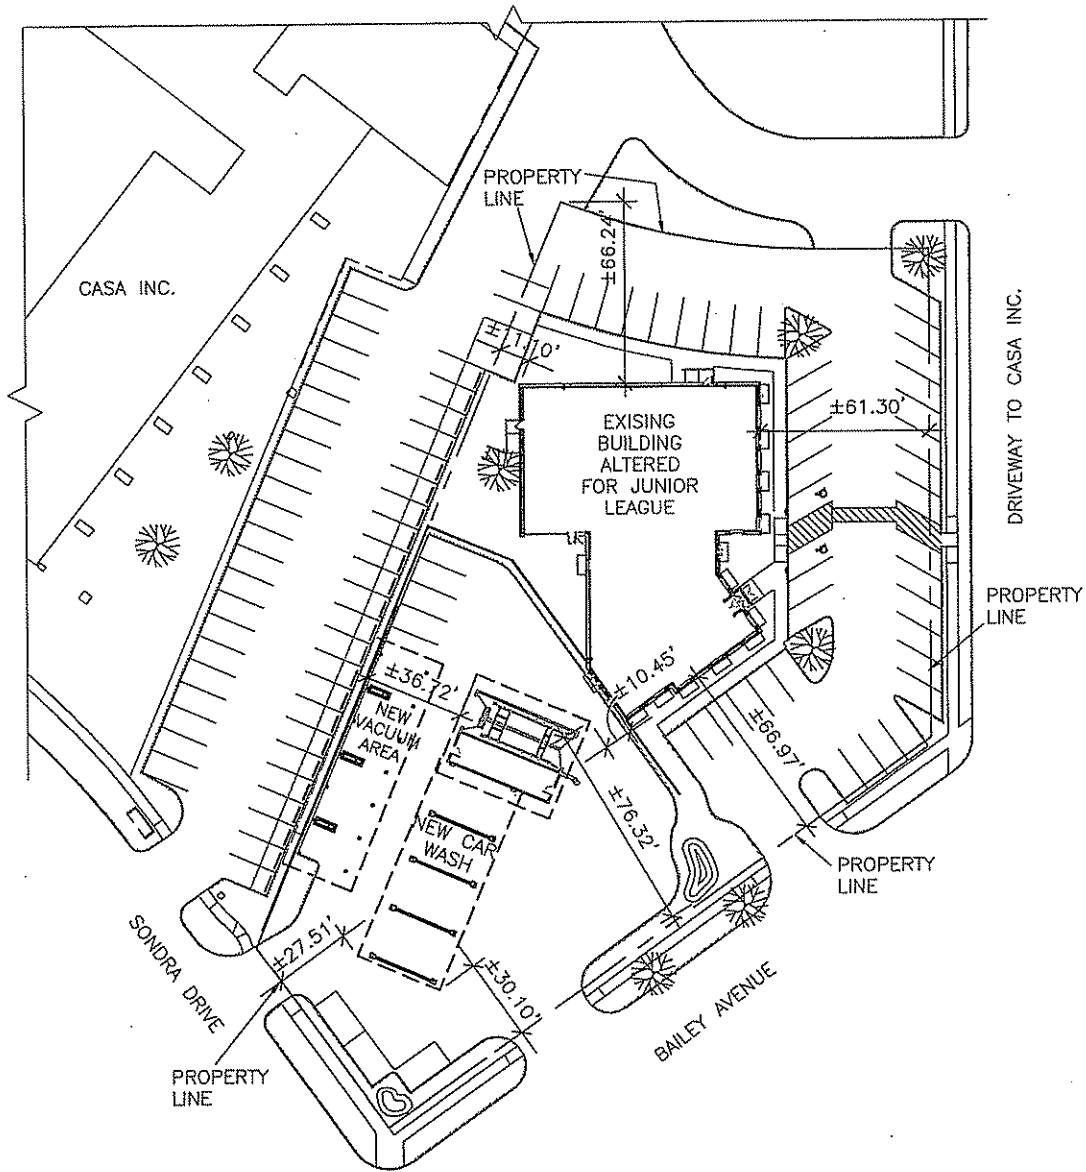 PROPERTY
LINE
±66.24'
CASA INC.
DRIVEWAY TO CASA INC.
±11.10'
±61.30'
EXISING
BUILDING
ALTERED
FOR JUNIOR
LEAGUE
PROPERTY
LINE
±10.45'
±36.72'
NEW
VACUUM
AREA
±66.97'
±76.32'
NEW CAR
WASH
PROPERTY
LINE
SONDRA DRIVE
±27.51'
±30.10'
BAILEY AVENUE
PROPERTY
LINE